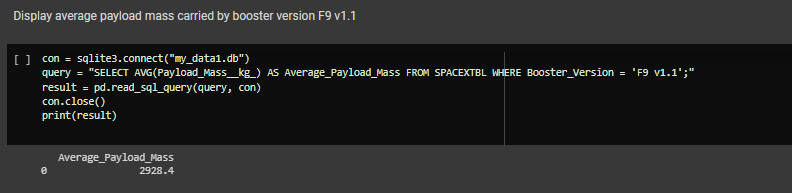 Display average payload mass carried by booster version F9 v1.1
[ ] con = sqlite3.connect("my_data1.db")
query = "SELECT AVG(Payload_Mass__kg_) AS Average_Payload_Mass FROM SPACEXTBL WHERE Booster_Version = 'F9 v1.1';"
result = pd.read_sql_query(query, con)
con.close()
print(result)
Average_Payload_Mass
0 2928.4